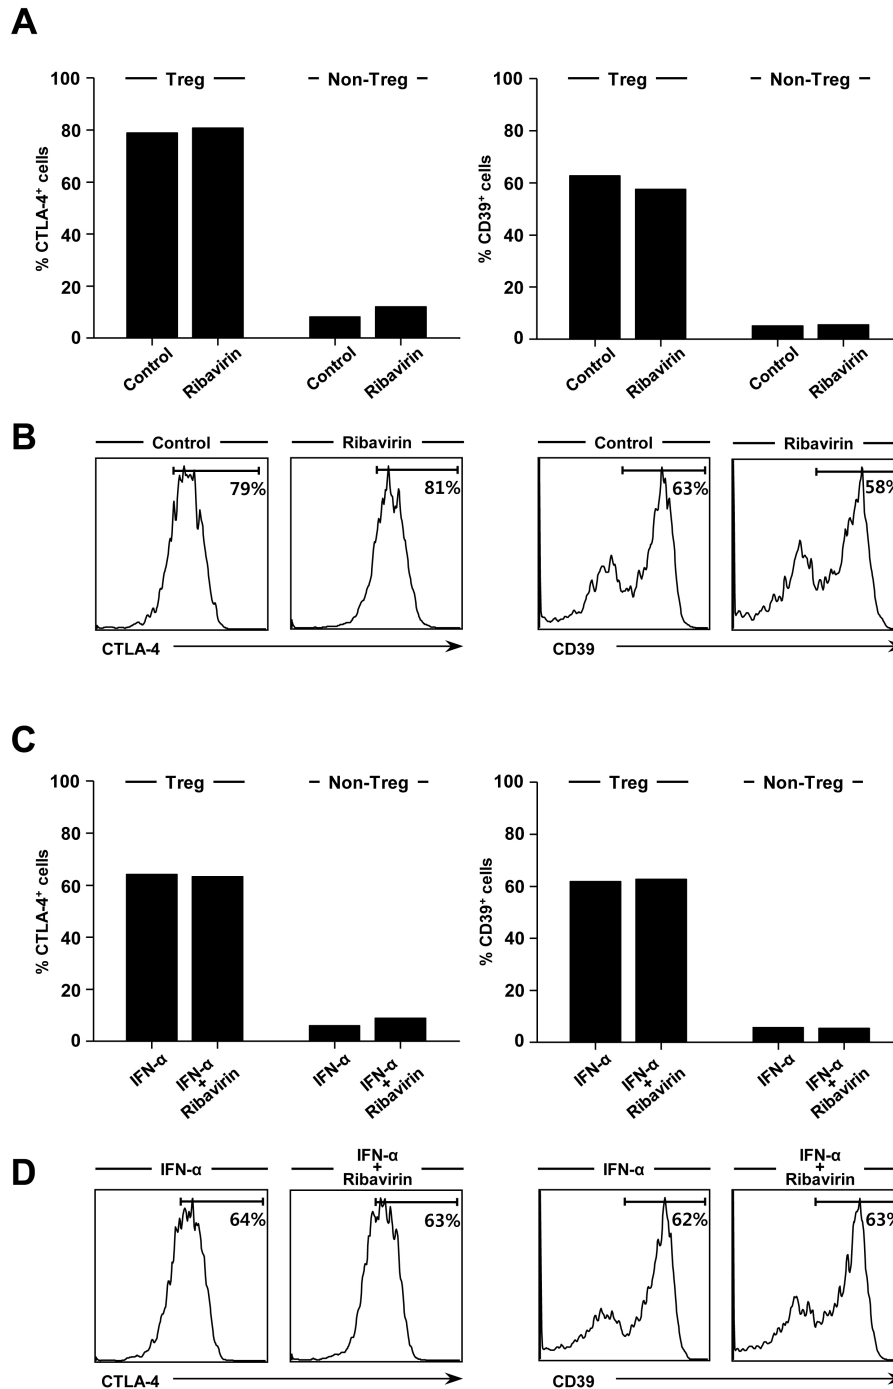 A
Treg Non-Treg
% CTLA-4+ cells
100
80
60
40
20
0
Control Ribavirin Control Ribavirin
Treg Non-Treg
% CD39+ cells
100
80
60
40
20
0
Control Ribavirin Control Ribavirin
B
Control Ribavirin
79% 81%
CTLA-4
Control Ribavirin
63% 58%
CD39
C
Treg Non-Treg
% CTLA-4+ cells
100
80
60
40
20
0
IFN-α IFN-α + Ribavirin IFN-α IFN-α + Ribavirin
Treg Non-Treg
% CD39+ cells
100
80
60
40
20
0
IFN-α IFN-α + Ribavirin IFN-α IFN-α + Ribavirin
D
IFN-α IFN-α + Ribavirin
64% 63%
CTLA-4
IFN-α IFN-α + Ribavirin
62% 63%
CD39